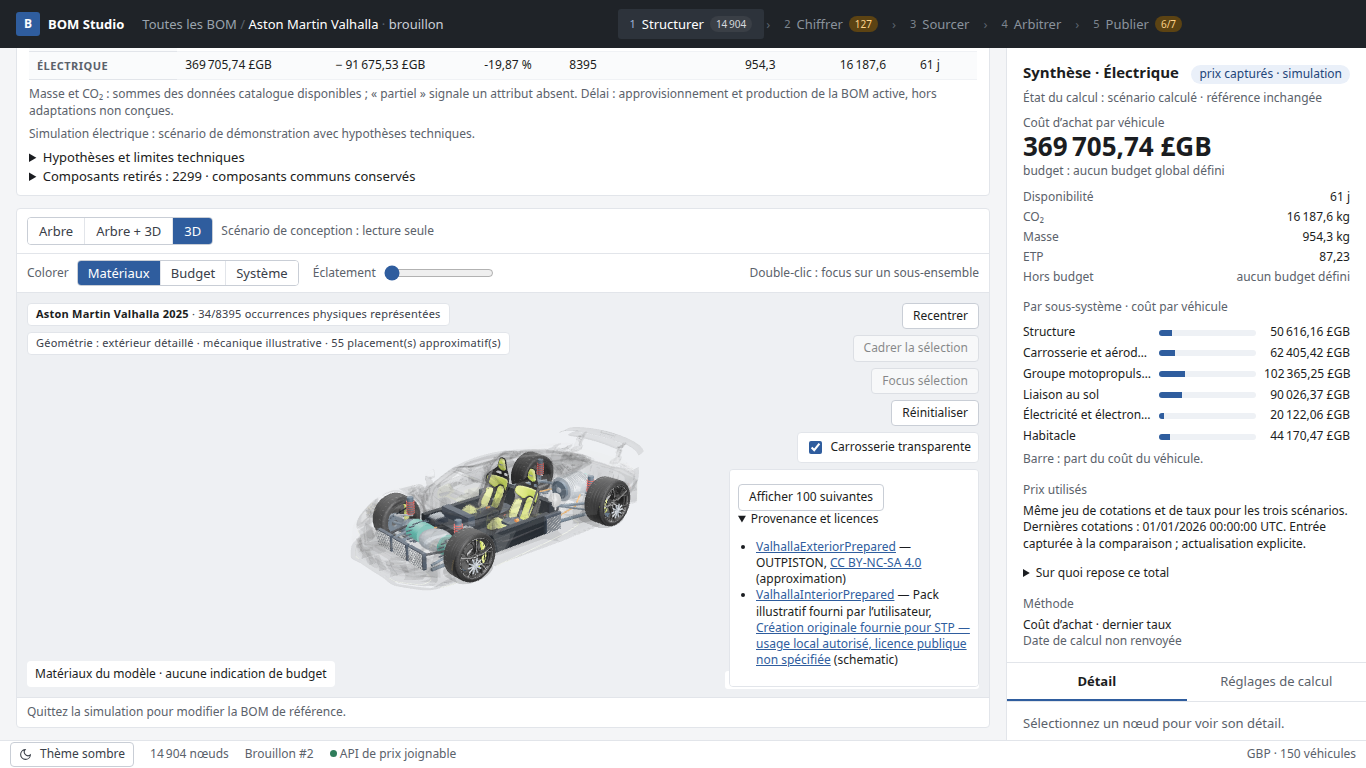 B BOM Studio Toutes les BOM / Aston Martin Valhalla · brouillon 1 Structurer 14 904 › 2 Chiffrer 127 › 3 Sourcer › 4 Arbitrer › 5 Publier 6/7
ÉLECTRIQUE 369 705,74 £GB − 91 675,53 £GB -19,87 % 8395 954,3 16 187,6 61 j
Masse et CO₂ : sommes des données catalogue disponibles ; « partiel » signale un attribut absent. Délai : approvisionnement et production de la BOM active, hors
adaptations non conçues.
Simulation électrique : scénario de démonstration avec hypothèses techniques.
▶ Hypothèses et limites techniques
▶ Composants retirés : 2299 · composants communs conservés
Arbre Arbre + 3D 3D Scénario de conception : lecture seule
Colorer Matériaux Budget Système Éclatement Double-clic : focus sur un sous-ensemble
Aston Martin Valhalla 2025 · 34/8395 occurrences physiques représentées
Géométrie : extérieur détaillé · mécanique illustrative · 55 placement(s) approximatif(s)
Recentrer
Cadrer la sélection
Focus sélection
Réinitialiser
Carrosserie transparente
Afficher 100 suivantes
▼ Provenance et licences
• ValhallaExteriorPrepared —
OUTPISTON, CC BY-NC-SA 4.0
(approximation)
• ValhallaInteriorPrepared — Pack
illustratif fourni par l’utilisateur,
Création originale fournie pour STP —
usage local autorisé, licence publique
non spécifiée (schematic)
Matériaux du modèle · aucune indication de budget
Quittez la simulation pour modifier la BOM de référence.
Synthèse · Électrique prix capturés · simulation
État du calcul : scénario calculé · référence inchangée
Coût d’achat par véhicule
369 705,74 £GB
budget : aucun budget global défini
Disponibilité 61 j
CO₂ 16 187,6 kg
Masse 954,3 kg
ETP 87,23
Hors budget aucun budget défini
Par sous-système · coût par véhicule
Structure 50 616,16 £GB
Carrosserie et aérod... 62 405,42 £GB
Groupe motopropuls... 102 365,25 £GB
Liaison au sol 90 026,37 £GB
Électricité et électron... 20 122,06 £GB
Habitacle 44 170,47 £GB
Barre : part du coût du véhicule.
Prix utilisés
Même jeu de cotations et de taux pour les trois scénarios.
Dernières cotations : 01/01/2026 00:00:00 UTC. Entrée
capturée à la comparaison ; actualisation explicite.
▶ Sur quoi repose ce total
Méthode
Coût d’achat · dernier taux
Date de calcul non renvoyée
Détail Réglages de calcul
Sélectionnez un nœud pour voir son détail.
Thème sombre 14 904 nœuds Brouillon #2 API de prix joignable GBP · 150 véhicules